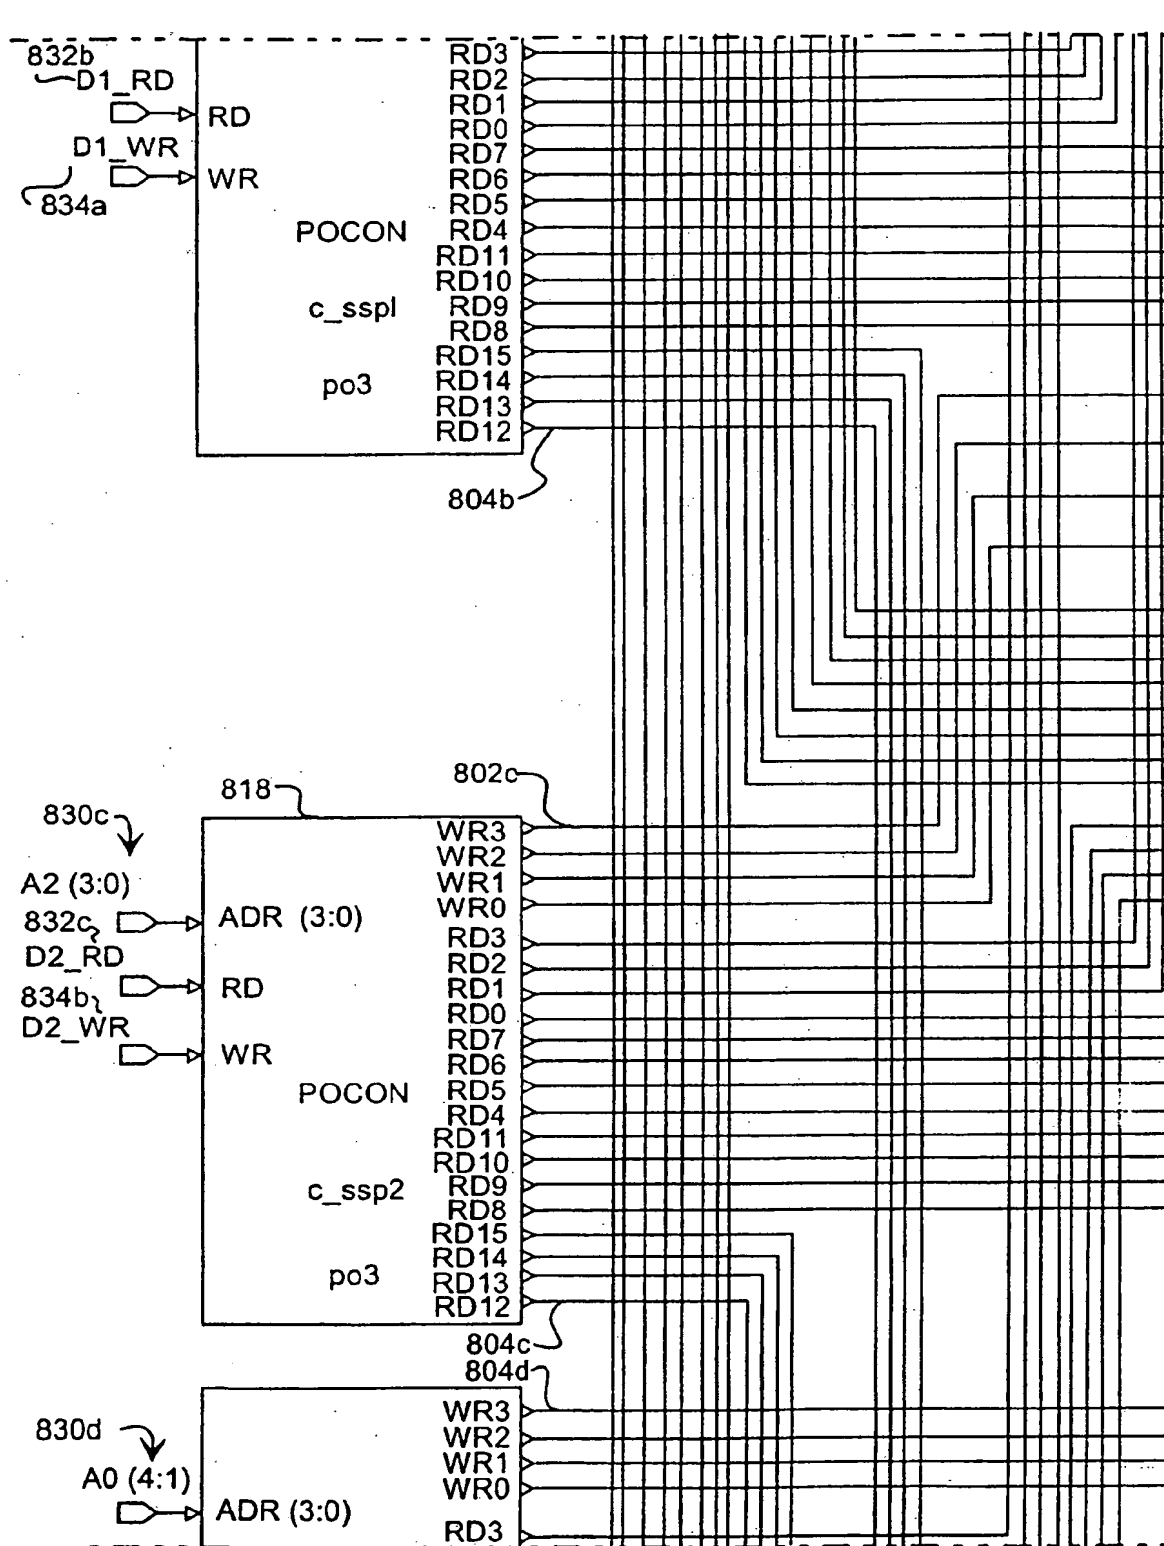 832b
D1_RD
RD
D1_WR
WR
834a
POCON
c_sspl
po3
RD3
RD2
RD1
RD0
RD7
RD6
RD5
RD4
RD11
RD10
RD9
RD8
RD15
RD14
RD13
RD12
804b
802c
818
830c
A2 (3:0)
832c
ADR (3:0)
D2_RD
RD
834b
D2_WR
WR
POCON
c_ssp2
po3
WR3
WR2
WR1
WR0
RD3
RD2
RD1
RD0
RD7
RD6
RD5
RD4
RD11
RD10
RD9
RD8
RD15
RD14
RD13
RD12
804c
804d
830d
A0 (4:1)
ADR (3:0)
WR3
WR2
WR1
WR0
RD3